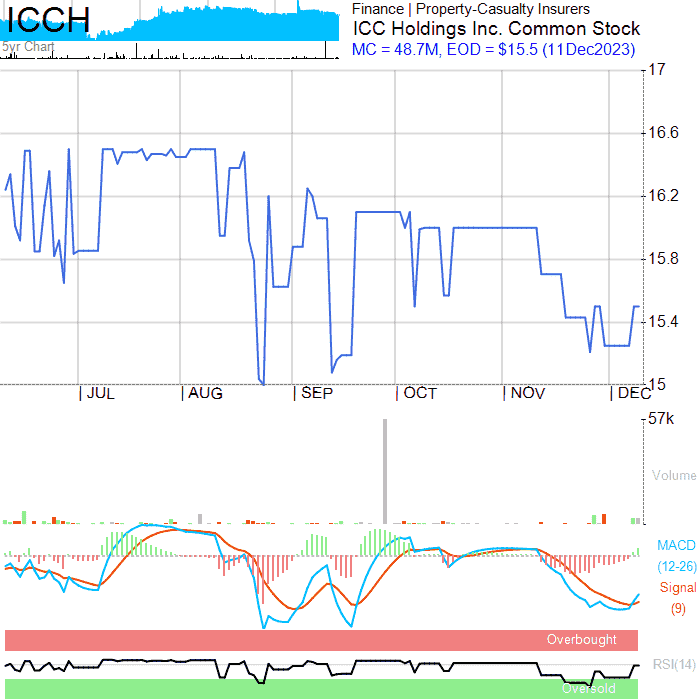 ICCH
5yr Chart
Finance | Property-Casualty Insurers
ICC Holdings Inc. Common Stock
MC = 48.7M, EOD = $15.5 (11Dec2023)
17
16.6
16.2
15.8
15.4
15
JUL
AUG
SEP
OCT
NOV
DEC
57k
Volume
MACD
(12-26)
Signal
(9)
Overbought
RSI(14)
Oversold